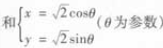 和{x = √2cosθ
y = √2sinθ (θ为参数)